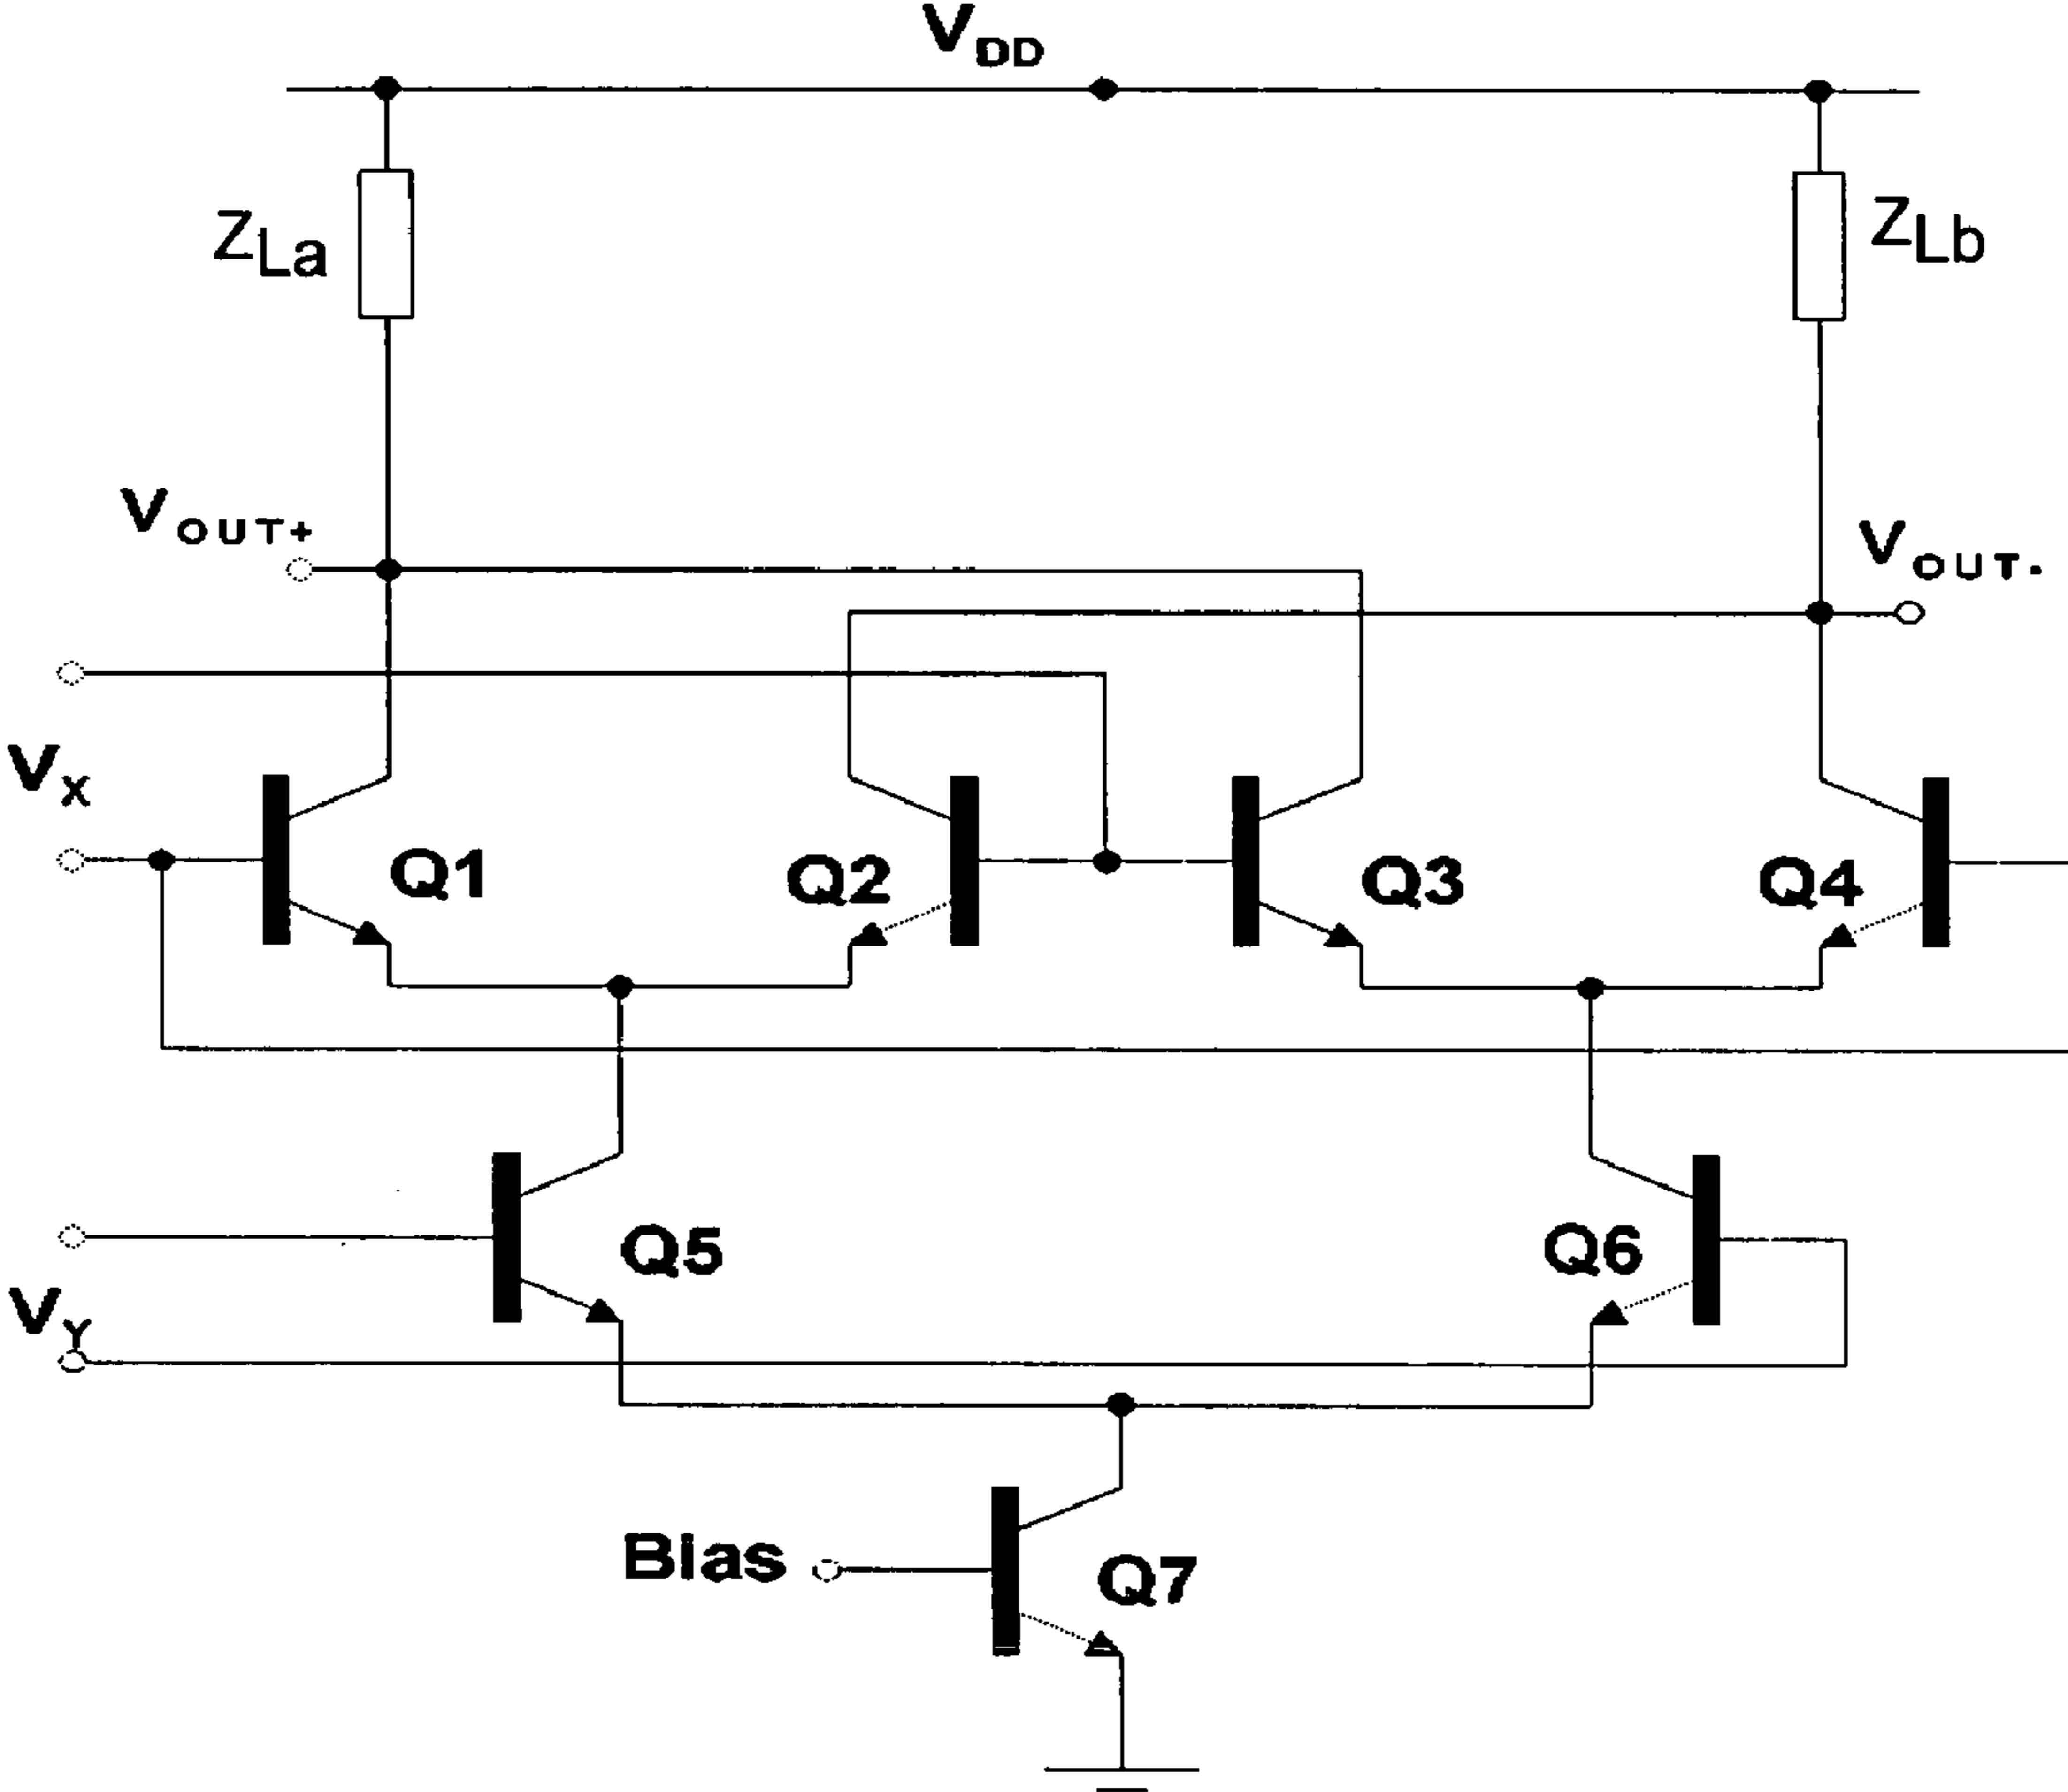 VDD
ZLa
ZLb
VOUT+
VOUT-
VX
Q1
Q2
Q3
Q4
Q5
Q6
VY
Bias
Q7